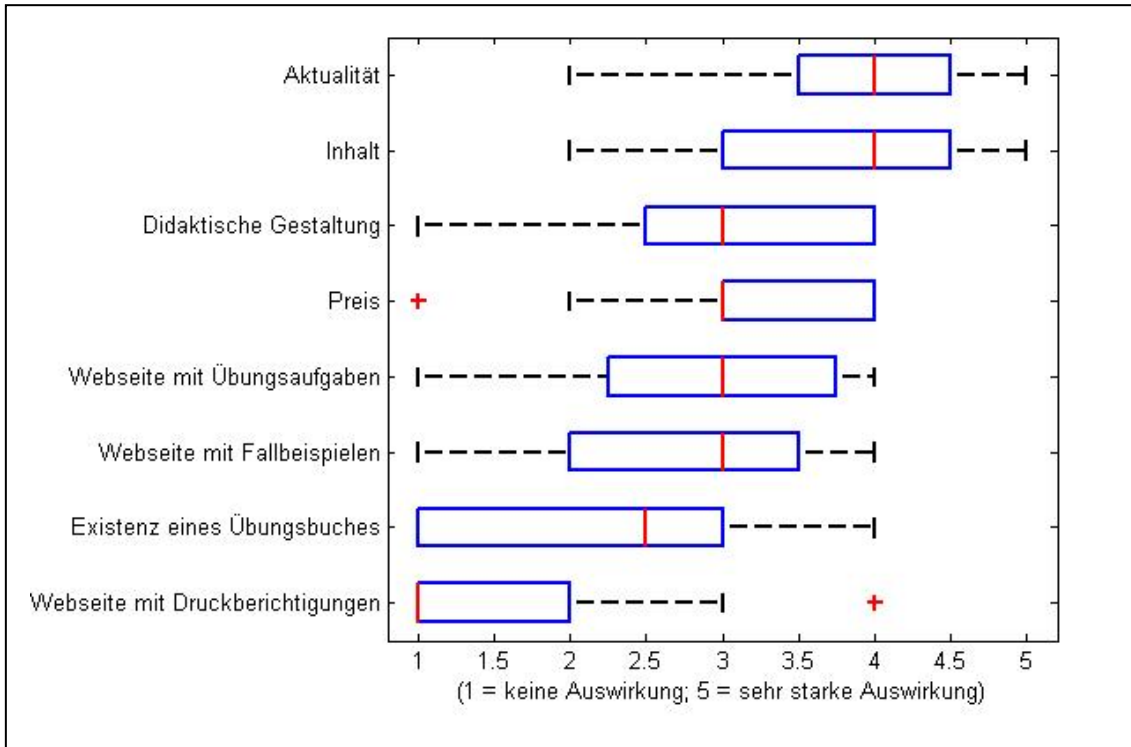 Aktualität
Inhalt
Didaktische Gestaltung
Preis
Webseite mit Übungsaufgaben
Webseite mit Fallbeispielen
Existenz eines Übungsbuches
Webseite mit Druckberichtigungen
1 1.5 2 2.5 3 3.5 4 4.5 5
(1 = keine Auswirkung; 5 = sehr starke Auswirkung)